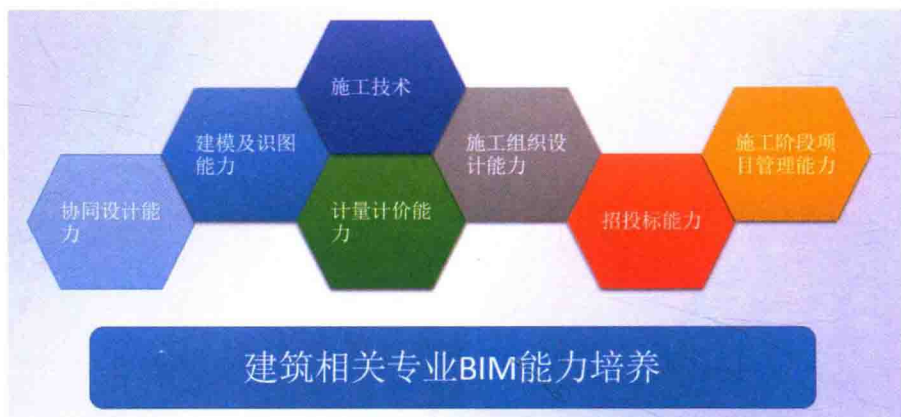 协同设计能
力
建模及识图
能力
施工技术
计量计价能
力
施工组织设
计能力
招投标能力
施工阶段项
目管理能力
建筑相关专业BIM能力培养